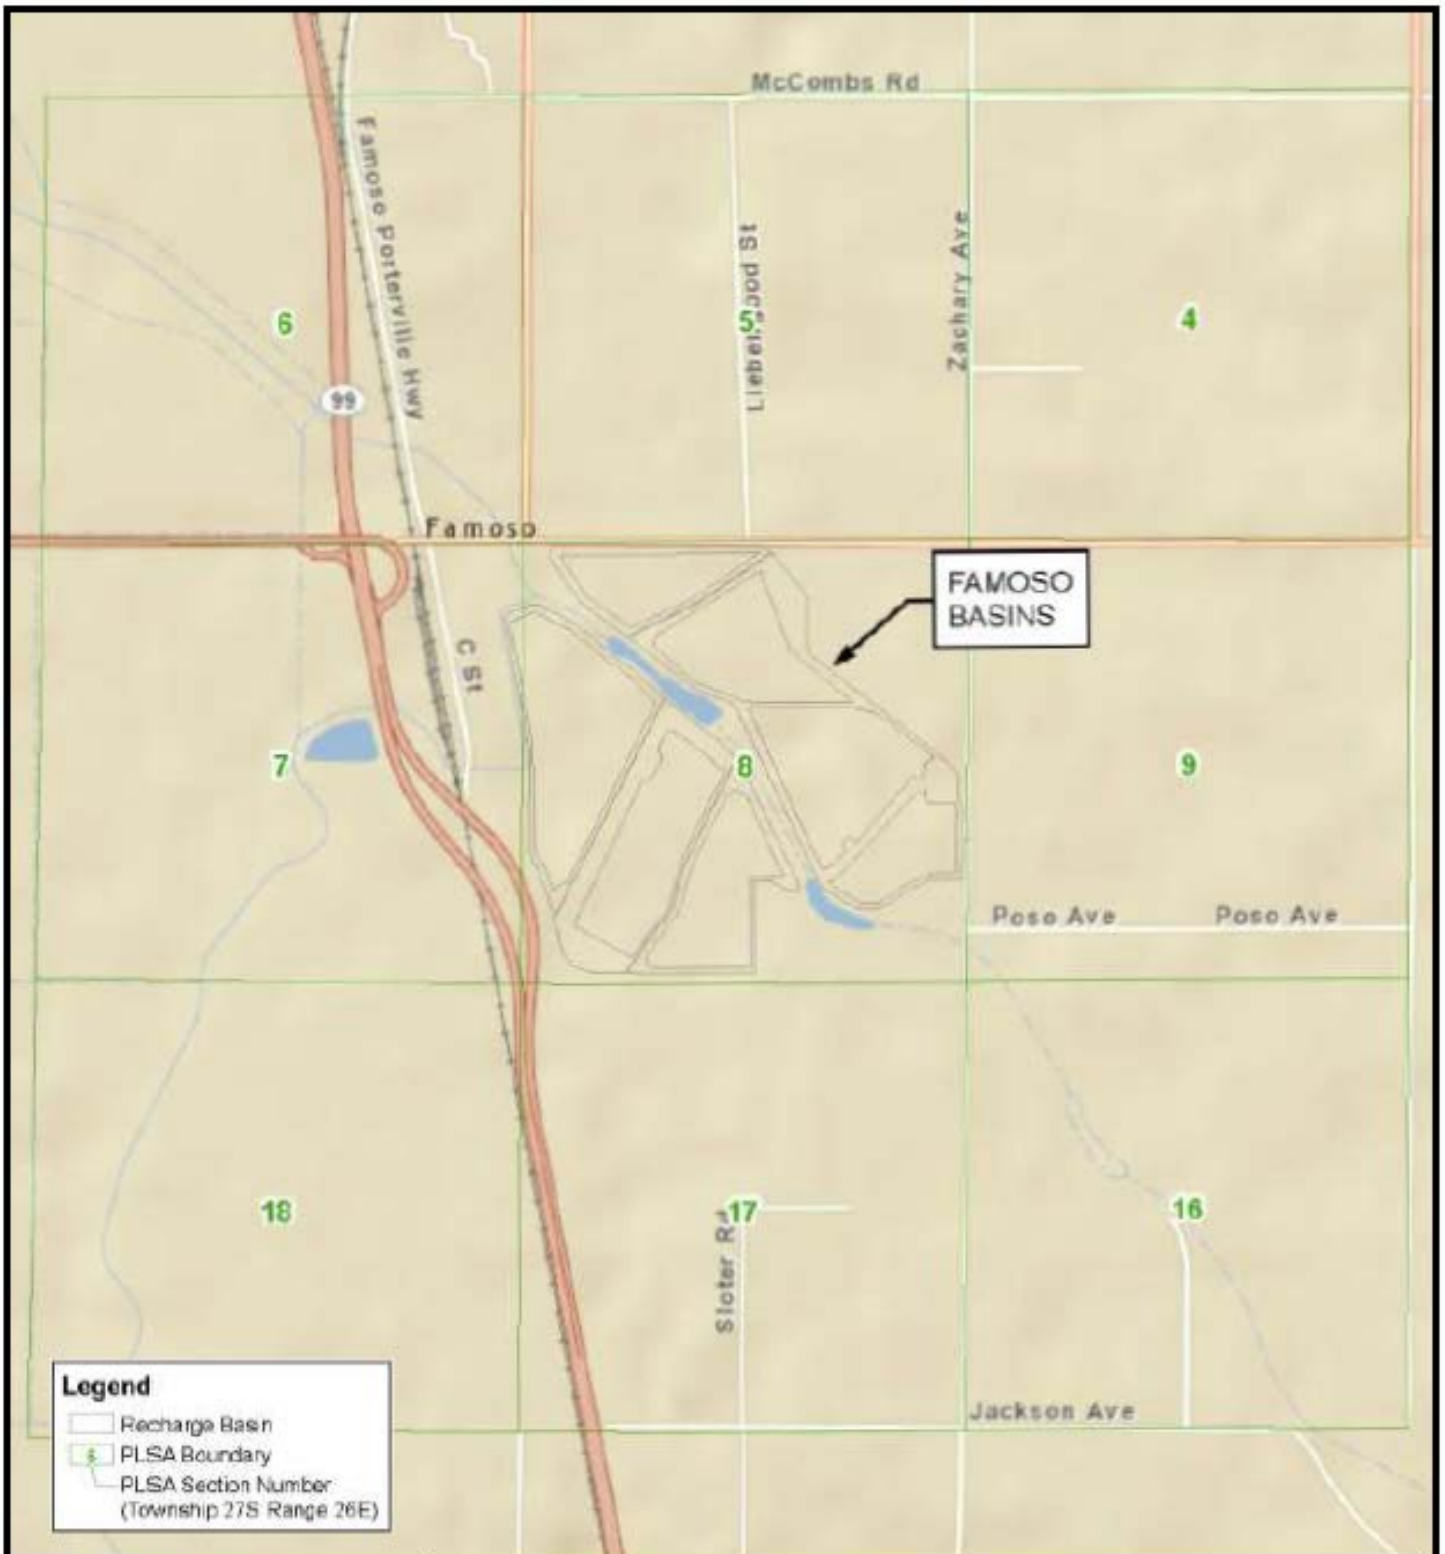 McCombs Rd
Famoso Porterville Hwy
Zachary Ave
6
5
4
99
Famoso
FAMOSO
BASINS
C St
7
8
9
Poso Ave
Poso Ave
18
17
16
Sloter Rd
Jackson Ave
Legend
Recharge Basin
6
PLSA Boundary
PLSA Section Number
(Township 27S Range 26E)